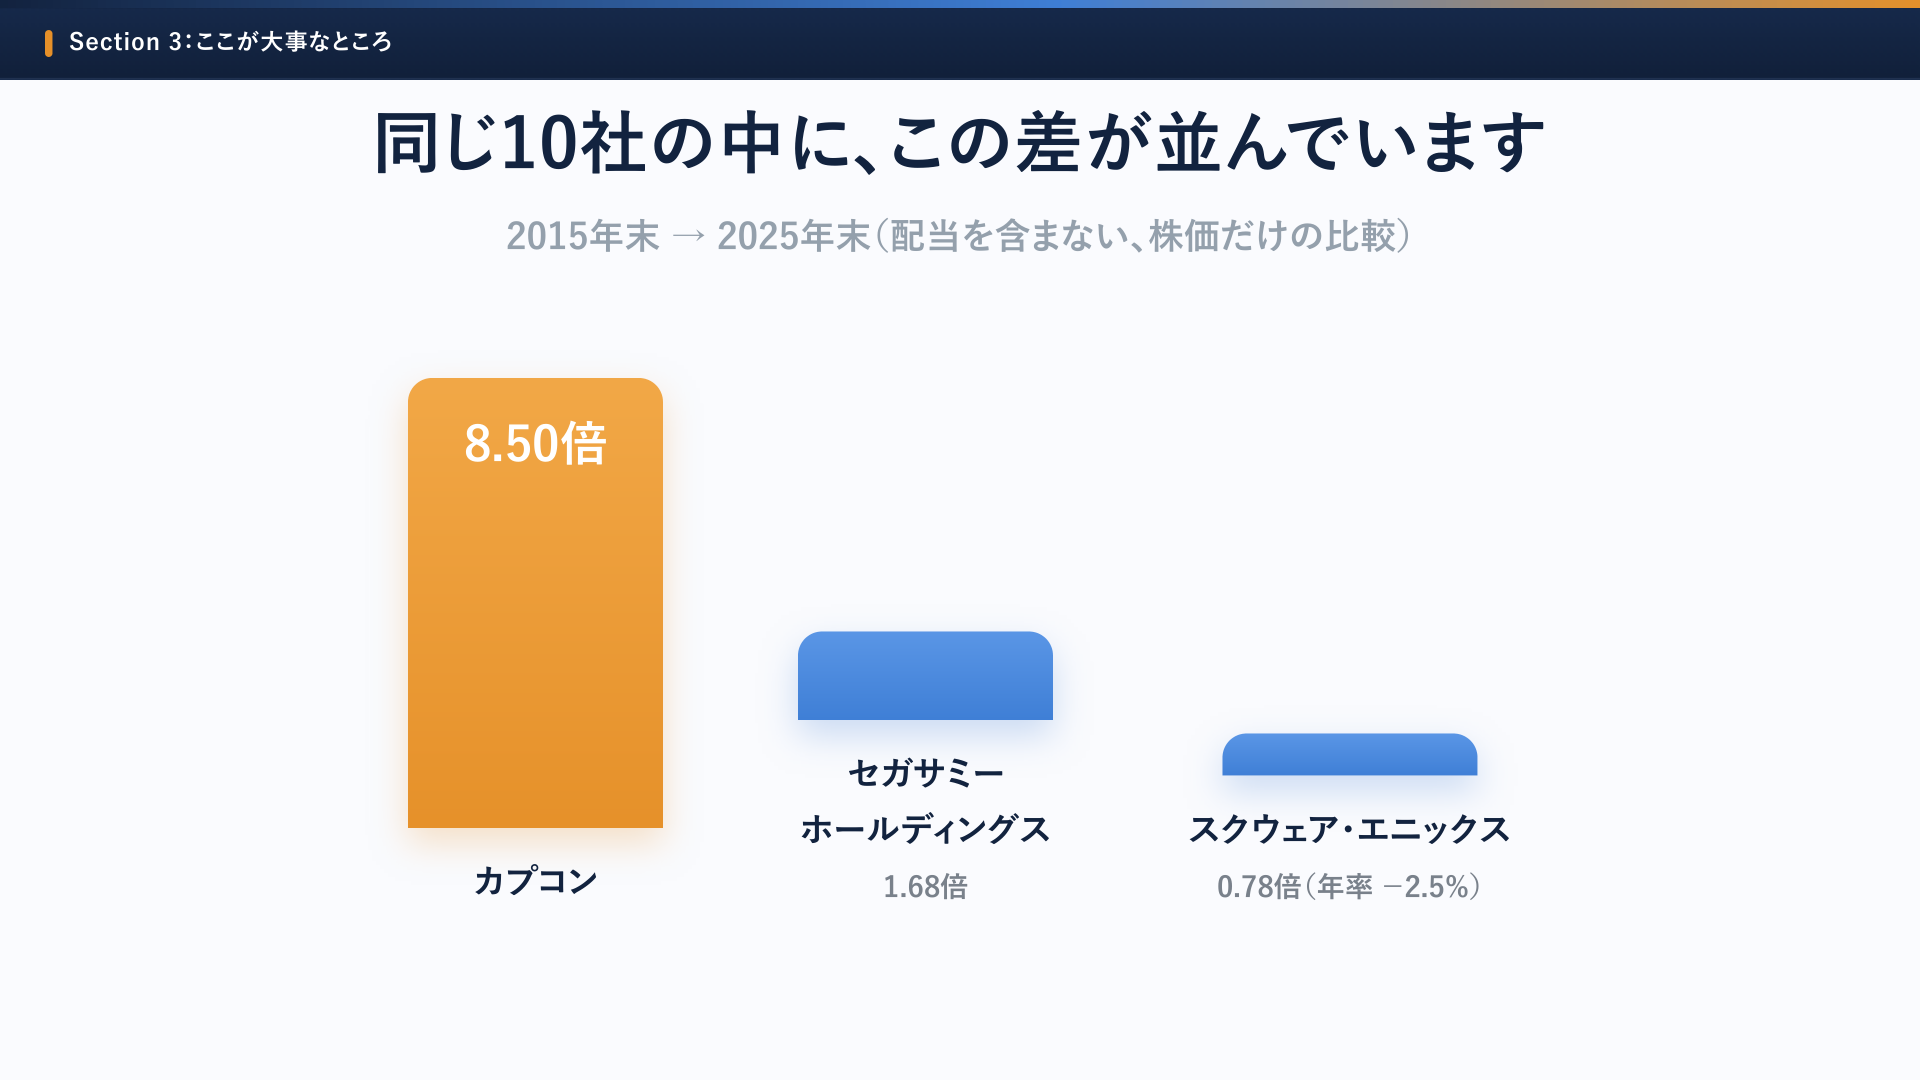 Section 3：ここが大事なところ
同じ10社の中に、この差が並んでいます
2015年末 → 2025年末（配当を含まない、株価だけの比較）
8.50倍
カプコン
セガサミー
ホールディングス
1.68倍
スクウェア・エニックス
0.78倍（年率 −2.5%）